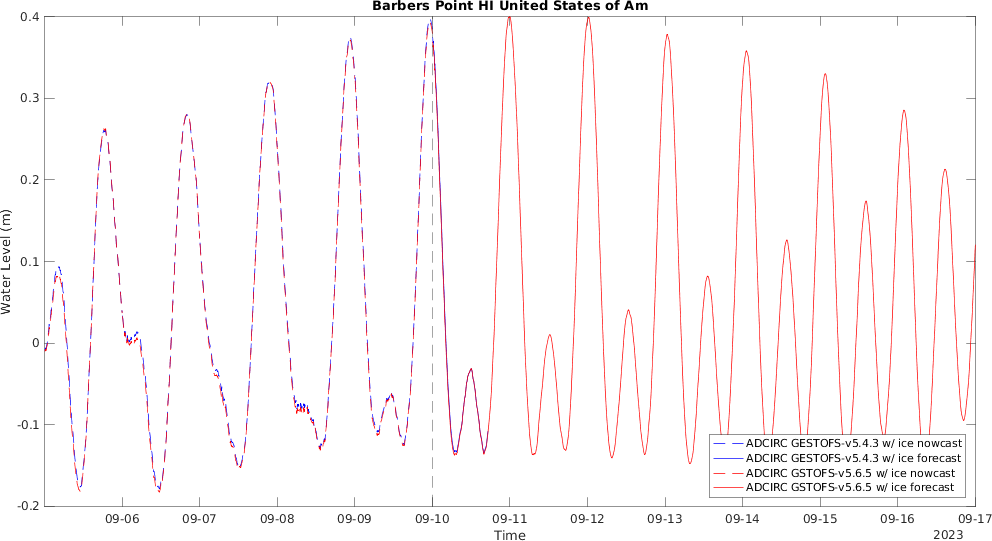 Barbers Point HI United States of Am
Water Level (m)
0.4
0.3
0.2
0.1
0
-0.1
-0.2
ADCIRC GESTOFS-v5.4.3 w/ ice nowcast
ADCIRC GESTOFS-v5.4.3 w/ ice forecast
ADCIRC GSTOFS-v5.6.5 w/ ice nowcast
ADCIRC GSTOFS-v5.6.5 w/ ice forecast
09-06 09-07 09-08 09-09 09-10 09-11 09-12 09-13 09-14 09-15 09-16 09-17
Time
2023